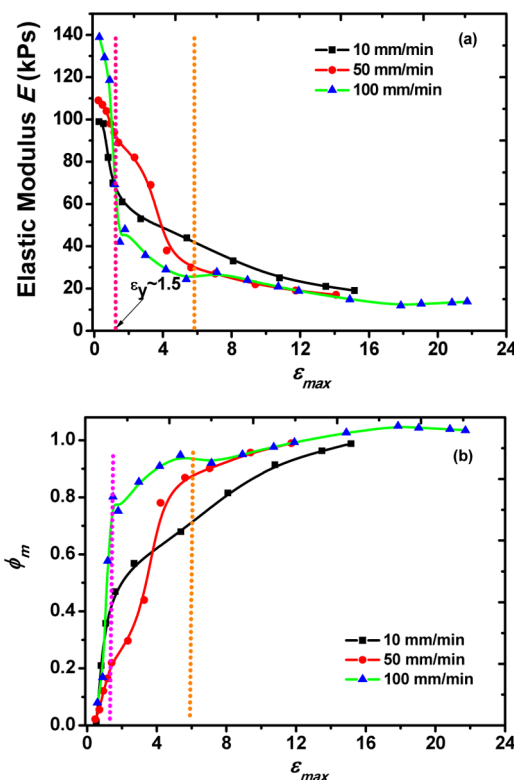 140
120
100
80
60
40
20
0
Elastic Modulus E (kPs)
(a)
10 mm/min
50 mm/min
100 mm/min
εy~1.5
0 4 8 12 16 20 24
εmax
1.0
0.8
0.6
0.4
0.2
0.0
ϕm
(b)
10 mm/min
50 mm/min
100 mm/min
0 4 8 12 16 20 24
εmax